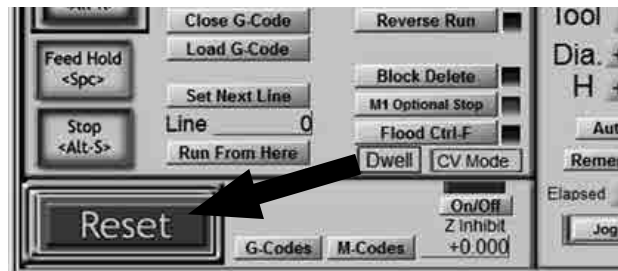 Close G-Code
Reverse Run
Tool
Load G-Code
Feed Hold
<Spc>
Dia.
Block Delete
H
Set Next Line
M1 Optional Stop
Stop
<Alt-S>
Line 0
Flood Ctrl-F
Run From Here
Dwell
CV Mode
Elapsed
On/Off
Reset
Z Inhibit
Jog
G-Codes
M-Codes
+0.000